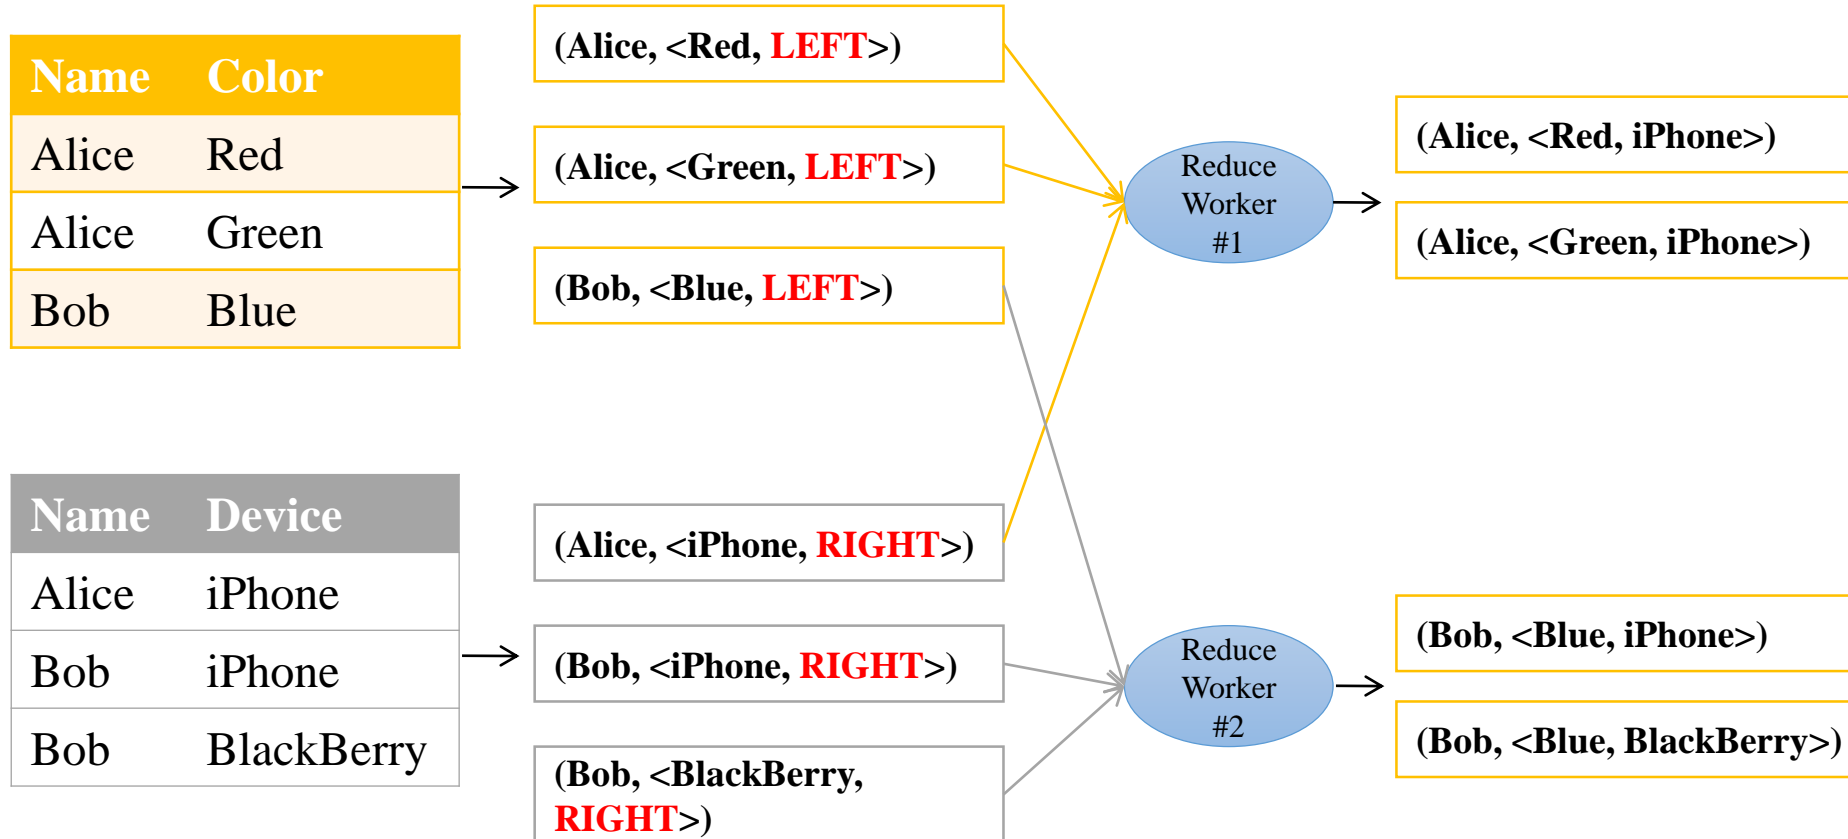 Name Color
Alice Red
Alice Green
Bob Blue
Name Device
Alice iPhone
Bob iPhone
Bob BlackBerry
(Alice, <Red, LEFT>)
(Alice, <Green, LEFT>)
(Bob, <Blue, LEFT>)
(Alice, <iPhone, RIGHT>)
(Bob, <iPhone, RIGHT>)
(Bob, <BlackBerry,
RIGHT>)
Reduce
Worker
#1
Reduce
Worker
#2
(Alice, <Red, iPhone>)
(Alice, <Green, iPhone>)
(Bob, <Blue, iPhone>)
(Bob, <Blue, BlackBerry>)